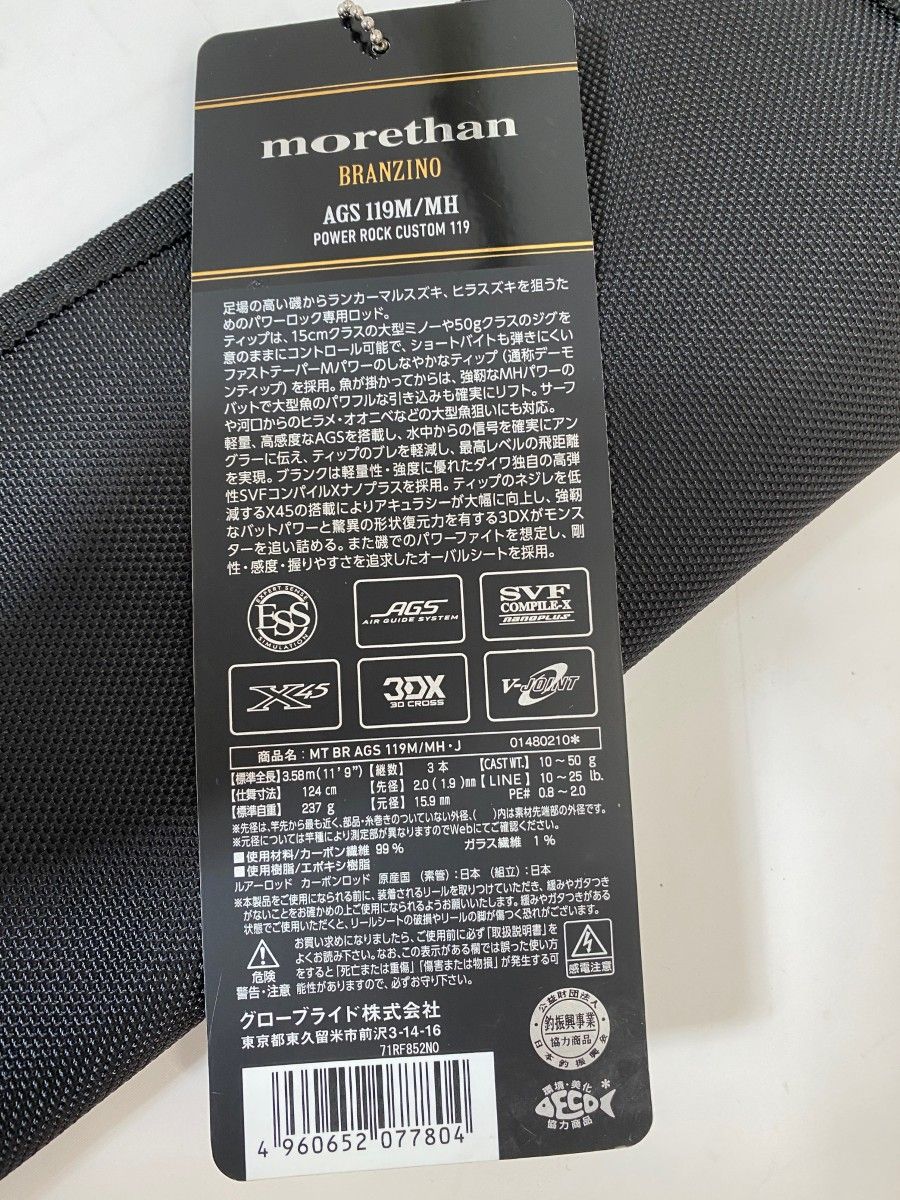 morethan
BRANZINO
AGS 119M/MH
POWER ROCK CUSTOM 119
足場の高い磯からランカーマルスズキ、ヒラスズキを狙うた
めのパワーロック専用ロッド。
ティップは、15cmクラスの大型ミノーや50gクラスのジグを
意のままにコントロール可能で、ショートバイトも弾きにくい
ファストテーパーMパワーのしなやかなティップ(通称デーモ
ンティップ)を採用。魚が掛かってからは、強靭なMHパワーの
バットで大型魚のパワフルな引き込みも確実にリフト。サーフ
や河口からのヒラメ・オオニベなどの大型魚狙いにも対応。
軽量、高感度なAGSを搭載し、水中からの信号を確実にアン
グラーに伝え、ティップのブレを軽減し、最高レベルの飛距離
を実現。ブランクは軽量性・強度に優れたダイワ独自の高弾
性SVFコンパイルXナノプラスを採用。ティップのネジレを低
減するX45の搭載によりアキュラシーが大幅に向上し、強靭
なバットパワーと驚異の形状復元力を有する3DXがモンス
ターを追い詰める。また磯でのパワーファイトを想定し、剛
性・感度・握りやすさを追求したオーバルシートを採用。
EXPERT SENSE
ESS
SIMULATION
AGS
AIR GUIDE SYSTEM
SVF
COMPILE-X
nanoplus
X45
3DX
3D CROSS
V-JOINT
商品名:MT BR AGS 119M/MH・J 01480210*
【標準全長】3.58m(11'9") 【継数】 3本 【CAST WT.】 10~50 g
【仕舞寸法】 124 cm 【先径】 2.0(1.9)mm 【LINE】 10~25 lb.
【標準自重】 237 g 【元径】 15.9mm PE# 0.8~2.0
※先径は、竿先から最も近く、部品・糸巻きのついていない外径、( )内は素材先端部の外径です。
※元径については竿種により測定部が異なりますのでWebにてご確認ください。
■使用材料/カーボン繊維 99% ガラス繊維 1%
■使用樹脂/エポキシ樹脂
ルアーロッド カーボンロッド 原産国 (素管):日本 (組立):日本
※本製品をご使用になられる前に、装着されるリールを取りつけていただき、緩みやガタつき
がないことをお確かめの上ご使用になられるようお願いいたします。緩みやガタつきがある
状態でご使用いただくと、リールシートの破損やリールの脚が傷つく恐れがございます。
危険
警告・注意
お買い求めになりましたら、ご使用前に必ず「取扱説明書」を
よくお読み下さい。なお、この表示がある欄では誤った使い方
をすると「死亡または重傷」「傷害または物損」が発生する可
能性がありますので、必ずお守り下さい。
感電注意
グローブライド株式会社
東京都東久留米市前沢3-14-16
71RF852N0
公益財団法人
釣振興事業
協力商品
日本釣振興会
環境・美化*
ECO
協力商品
4 960652 077804